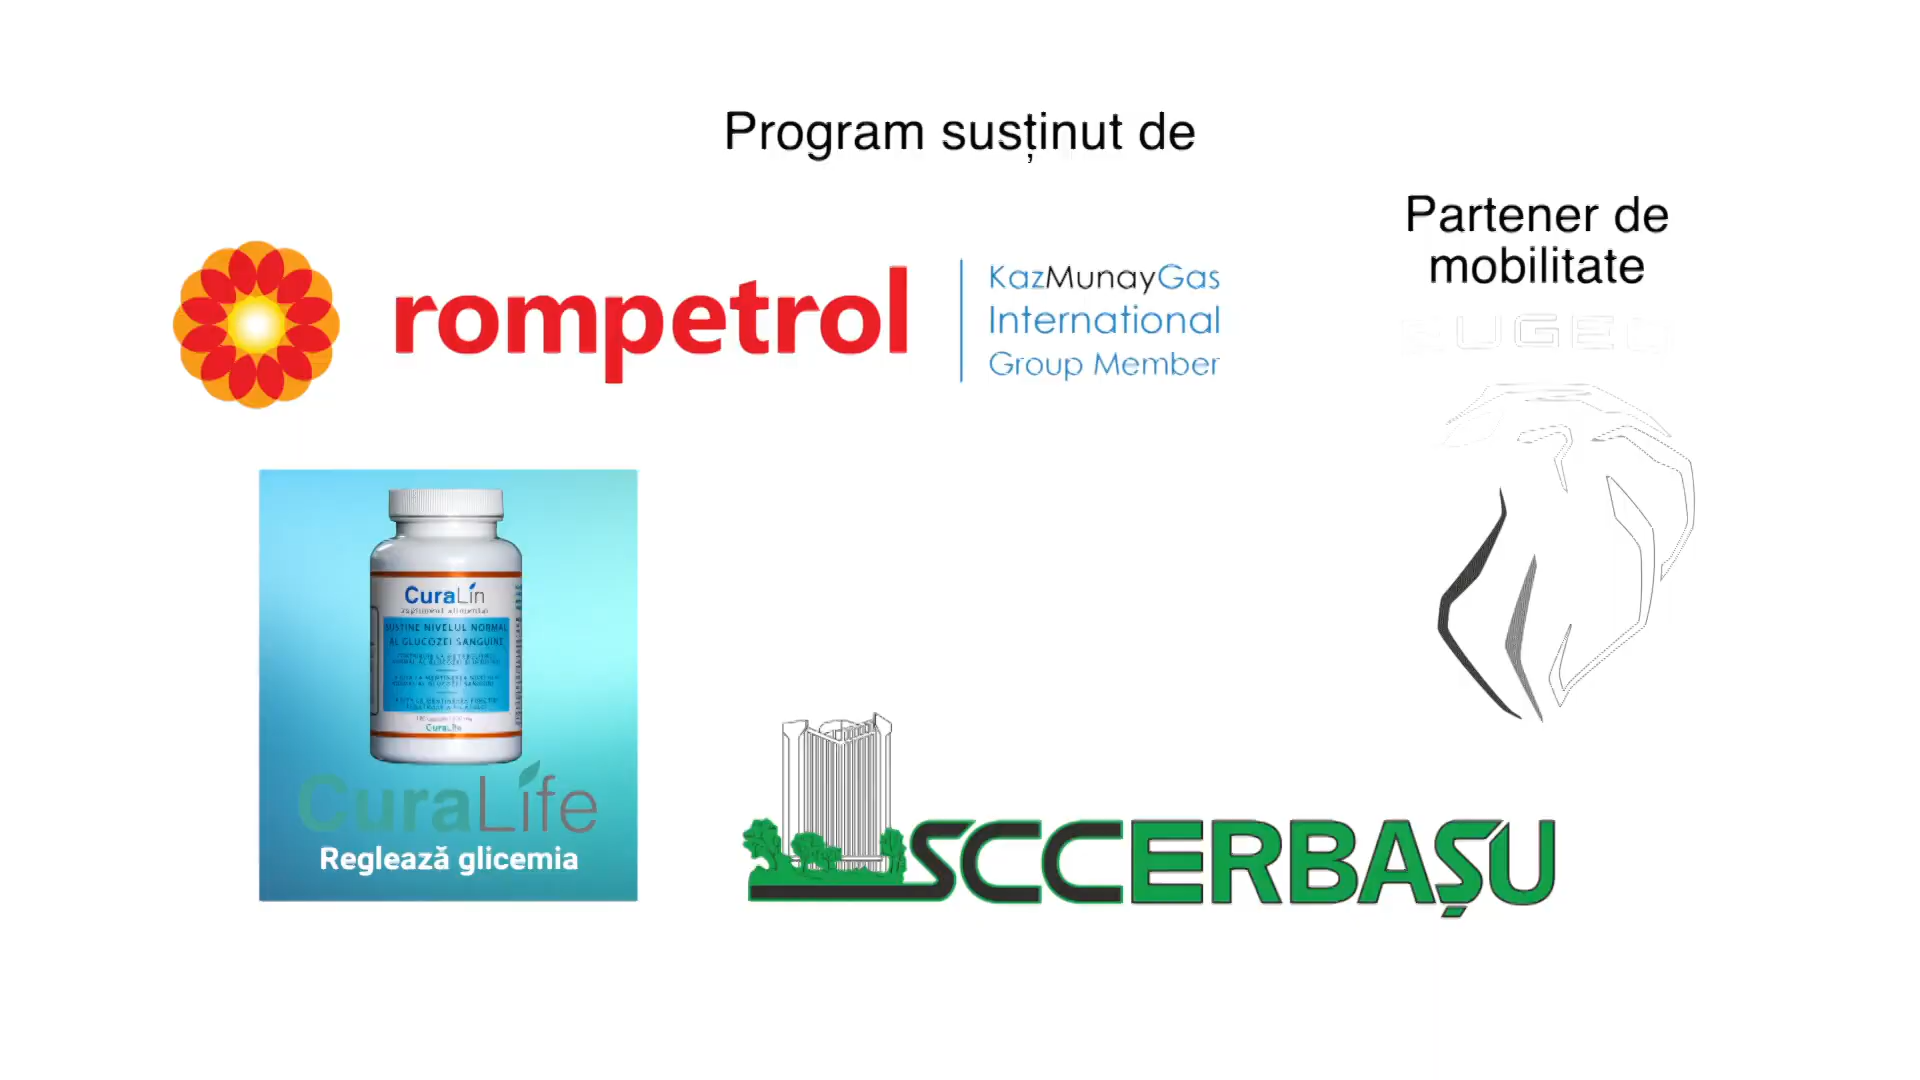 Program susținut de
Partener de
mobilitate
rompetrol
KazMunayGas
International
Group Member
CuraLin
NIVELUL NORMAL
AL GLUCOZEI SANGUINE
CuraLife
CuraLife
Reglează glicemia
SCCERBAȘU